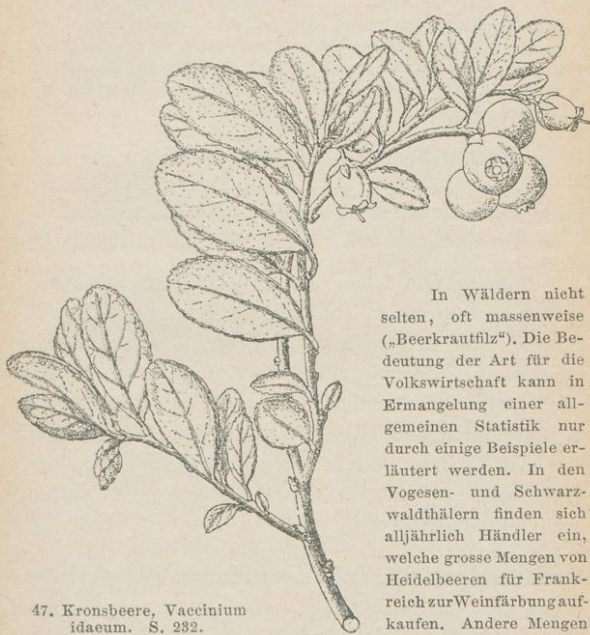 In Wäldern nicht
selten, oft massenweise
(„Beerkrautfilz“). Die Be-
deutung der Art für die
Volkswirtschaft kann in
Ermangelung einer all-
gemeinen Statistik nur
durch einige Beispiele er-
läutert werden. In den
Vogesen- und Schwarz-
waldthälern finden sich
alljährlich Händler ein,
welche grosse Mengen von
Heidelbeeren für Frank-
reich zur Weinfärbung auf-
kaufen. Andere Mengen
47. Kronsbeere, Vaccinium
idaeum. S. 232.